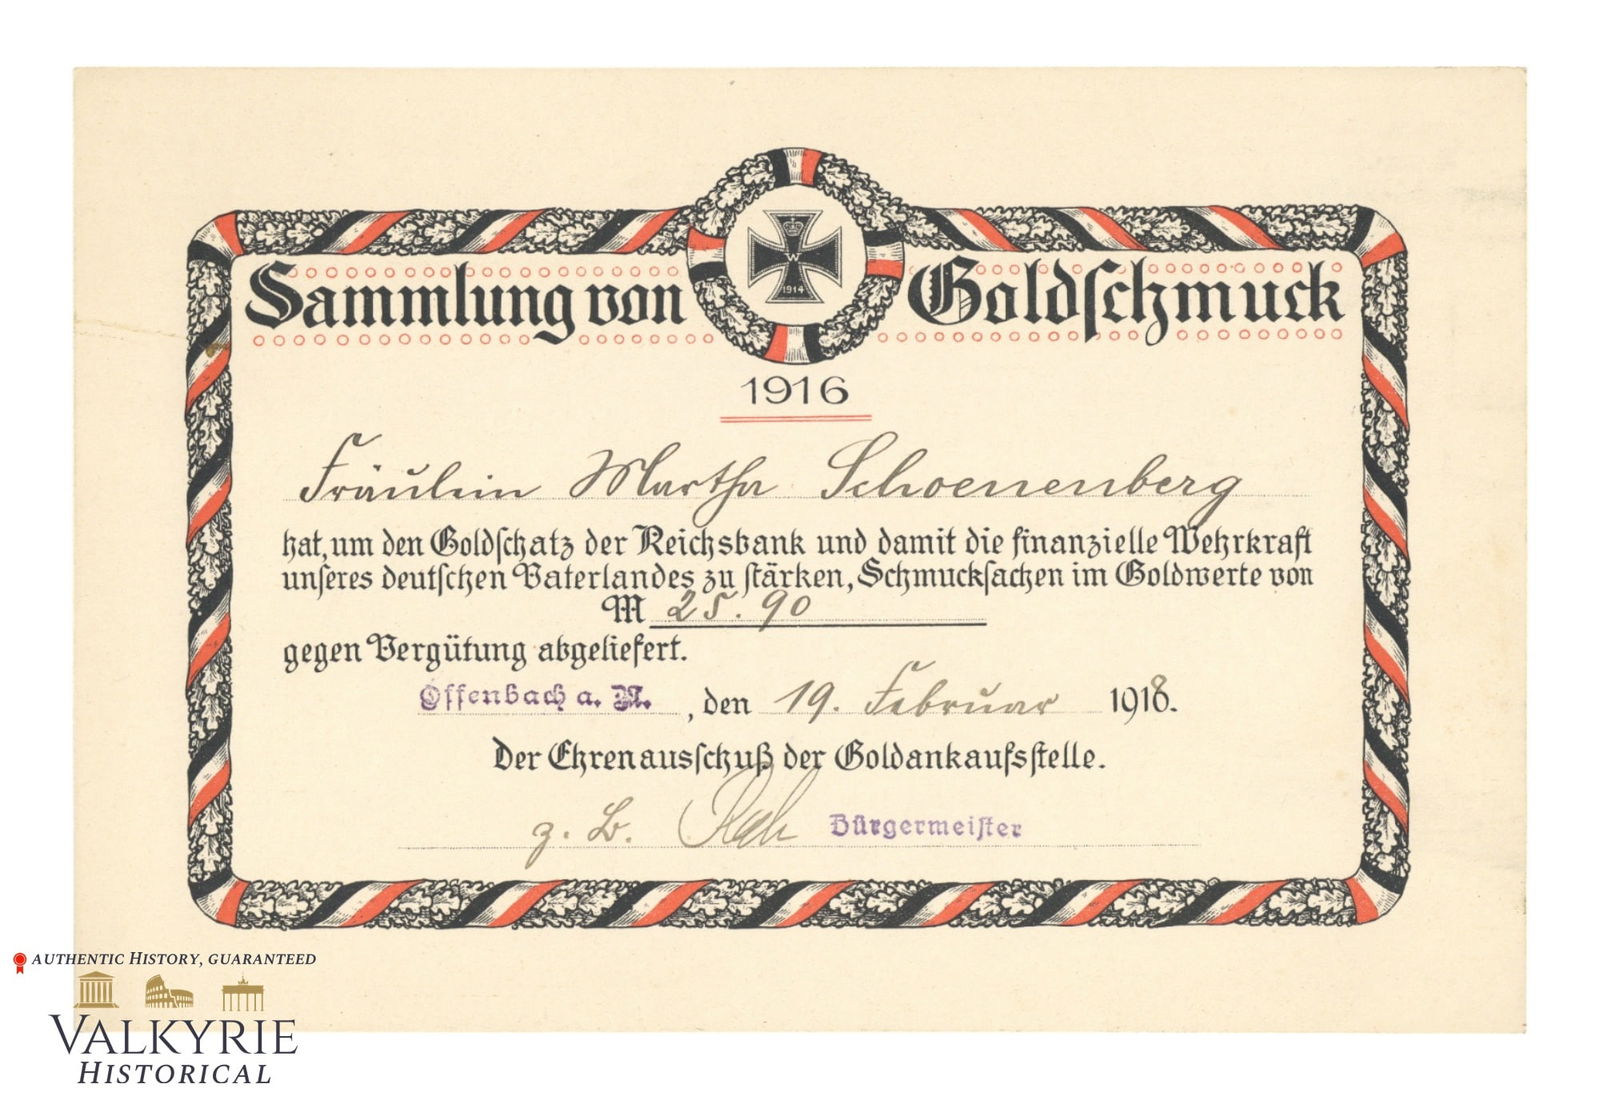 Sammlung von Goldschmuck
W
1914
1916
Fräulein Martha Schoenenberg
hat, um den Goldschatz der Reichsbank und damit die finanzielle Wehrkraft
unseres deutschen Vaterlandes zu stärken, Schmucksachen im Goldwerte von
M 25.90
gegen Vergütung abgeliefert.
Offenbach a. M. , den 19. Februar 1918.
Der Ehrenausschuß der Goldankaufsstelle.
Bürgermeister
AUTHENTIC HISTORY, GUARANTEED
VALKYRIE
HISTORICAL